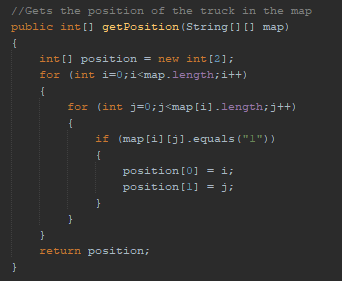 //Gets the position of the truck in the map
public int[] getPosition(String[][] map)
{
int[] position = new int[2];
for (int i=0;i<map.length;i++)
{
for (int j=0;j<map[i].length;j++)
{
if (map[i][j].equals("1"))
{
position[0] = i;
position[1] = j;
}
}
}
return position;
}